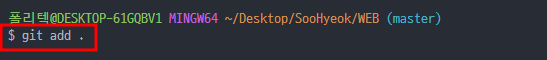 폴리텍@DESKTOP-61GQBV1 MINGW64 ~/Desktop/SooHyeok/WEB (master)
$ git add .